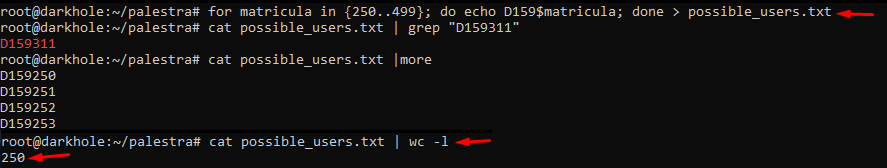 root@darkhole:~/palestra# for matricula in {250..499}; do echo D159$matricula; done > possible_users.txt
root@darkhole:~/palestra# cat possible_users.txt | grep "D159311"
D159311
root@darkhole:~/palestra# cat possible_users.txt |more
D159250
D159251
D159252
D159253
root@darkhole:~/palestra# cat possible_users.txt | wc -l
250